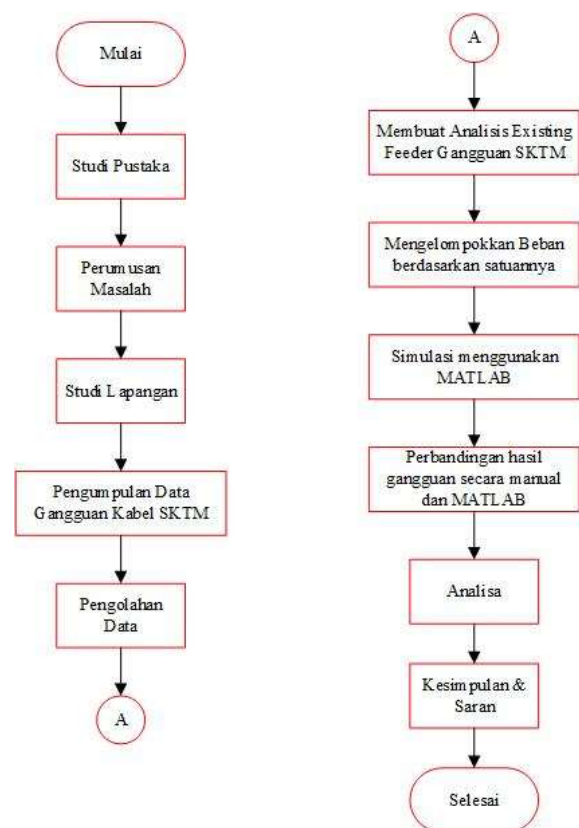 Mulai
Studi Pustaka
Perumusan
Masalah
Studi Lapangan
Pengumpulan Data
Gangguan Kabel SKTM
Pengolahan
Data
A
A
Membuat Analisis Existing
Feeder Gangguan SKTM
Mengelompokkan Beban
berdasarkan satuannya
Simulasi menggunakan
MATLAB
Perbandingan hasil
gangguan secara manual
dan MATLAB
Analisa
Kesimpulan &
Saran
Selesai